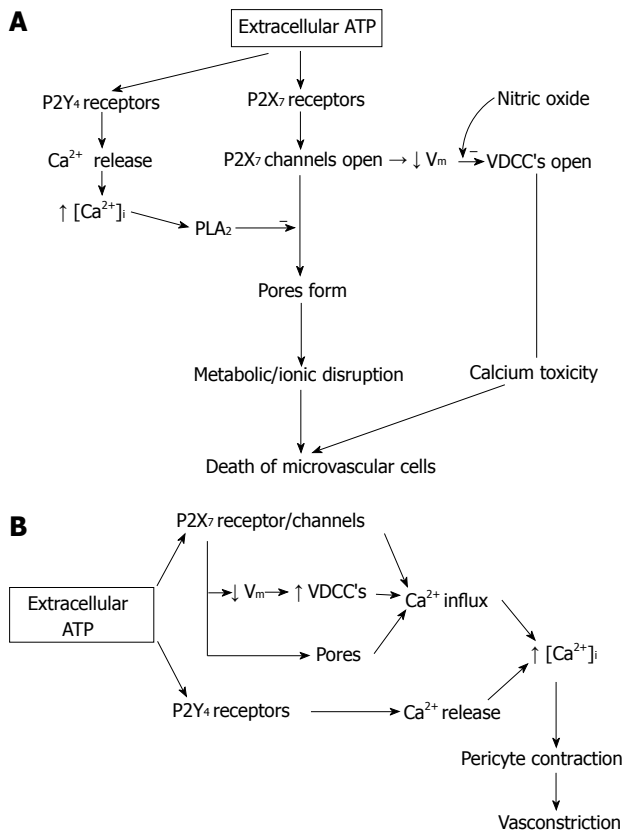 A
Extracellular ATP
P2Y4 receptors
P2X7 receptors
Nitric oxide
Ca2+ release
P2X7 channels open → ↓ Vm
–
VDCC's open
↑ [Ca2+]i
PLA2
–
Pores form
Metabolic/ionic disruption
Calcium toxicity
Death of microvascular cells
B
P2X7 receptor/channels
Extracellular
ATP
↓ Vm → ↑ VDCC's
Ca2+ influx
Pores
↑ [Ca2+]i
P2Y4 receptors
Ca2+ release
Pericyte contraction
Vasconstriction